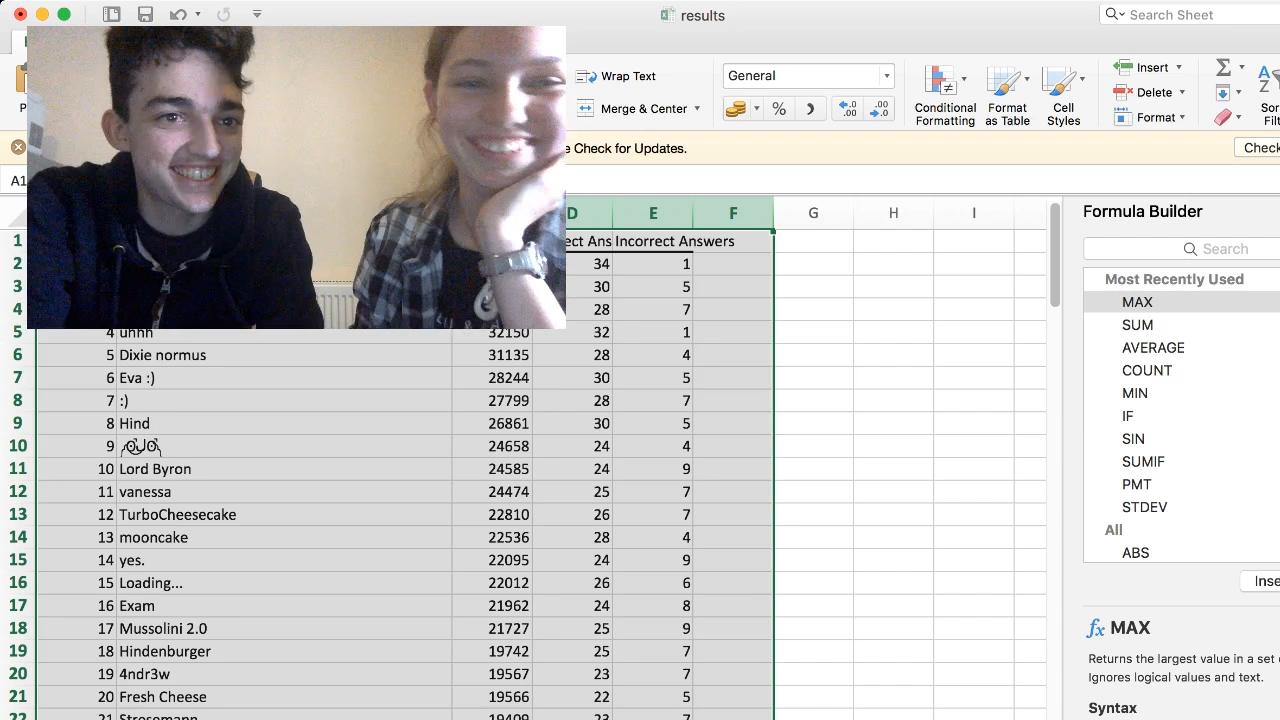 results
Search Sheet
Wrap Text
General
Insert
Delete
Format
Merge & Center
%
Conditional Formatting
Format as Table
Cell Styles
Check for Updates.
Check
A1
D E F G H I
1 Incorrect Answers
2 34 1
3 30 5
4 28 7
5 4 uhhh 32150 32 1
6 5 Dixie normus 31135 28 4
7 6 Eva :) 28244 30 5
8 7 :) 27799 28 7
9 8 Hind 26861 30 5
10 9 24658 24 4
11 10 Lord Byron 24585 24 9
12 11 vanessa 24474 25 7
13 12 TurboCheesecake 22810 26 7
14 13 mooncake 22536 28 4
15 14 yes. 22095 24 9
16 15 Loading... 22012 26 6
17 16 Exam 21962 24 8
18 17 Mussolini 2.0 21727 25 9
19 18 Hindenburger 19742 25 7
20 19 4ndr3w 19567 23 7
21 20 Fresh Cheese 19566 22 5
22 21 Stresemann 19409 23 7
Formula Builder
Search
Most Recently Used
MAX
SUM
AVERAGE
COUNT
MIN
IF
SIN
SUMIF
PMT
STDEV
All
ABS
fx MAX
Returns the largest value in a set
Ignores logical values and text.
Syntax